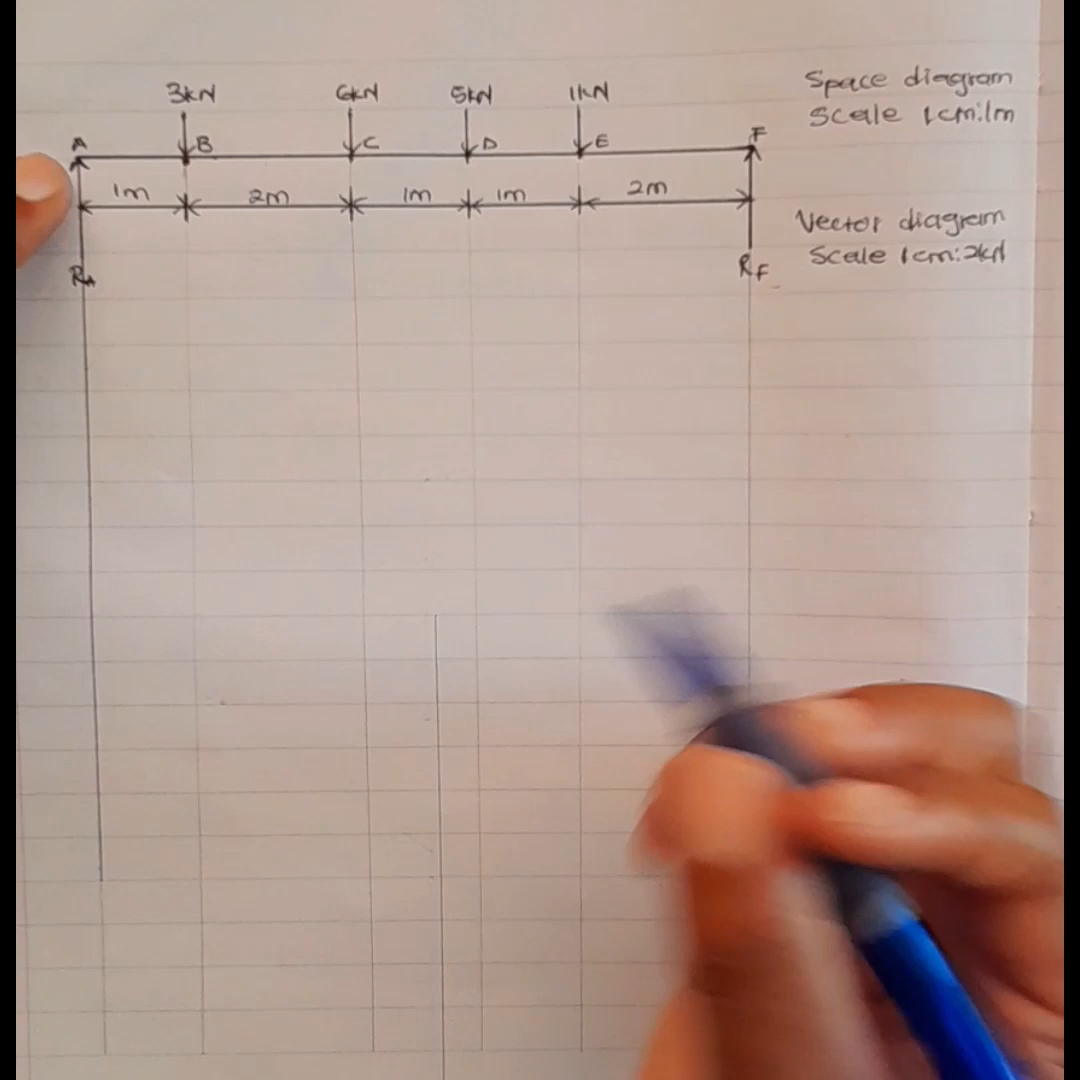 3kN 6kN 5kN 1kN
Space diagram
Scale 1cm:1m
A B C D E F
1m 2m 1m 1m 2m
Vector diagram
Scale 1cm:2kN
RA RF